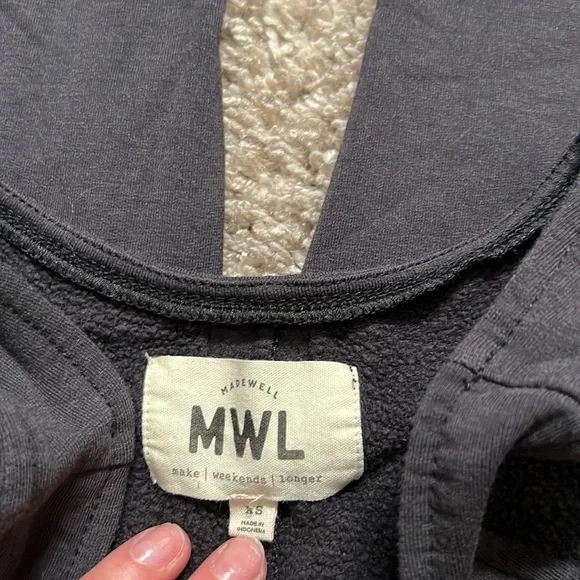 MADEWELL
MWL
make | weekends | longer
XS
MADE IN
INDONESIA